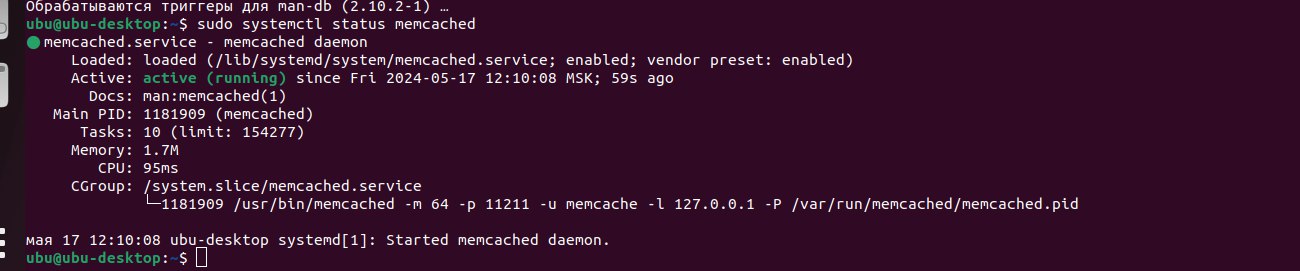 Обрабатываются триггеры для man-db (2.10.2-1) …
ubu@ubu-desktop:~$ sudo systemctl status memcached
● memcached.service - memcached daemon
Loaded: loaded (/lib/systemd/system/memcached.service; enabled; vendor preset: enabled)
Active: active (running) since Fri 2024-05-17 12:10:08 MSK; 59s ago
Docs: man:memcached(1)
Main PID: 1181909 (memcached)
Tasks: 10 (limit: 154277)
Memory: 1.7M
CPU: 95ms
CGroup: /system.slice/memcached.service
└─1181909 /usr/bin/memcached -m 64 -p 11211 -u memcache -l 127.0.0.1 -P /var/run/memcached/memcached.pid
мая 17 12:10:08 ubu-desktop systemd[1]: Started memcached daemon.
ubu@ubu-desktop:~$